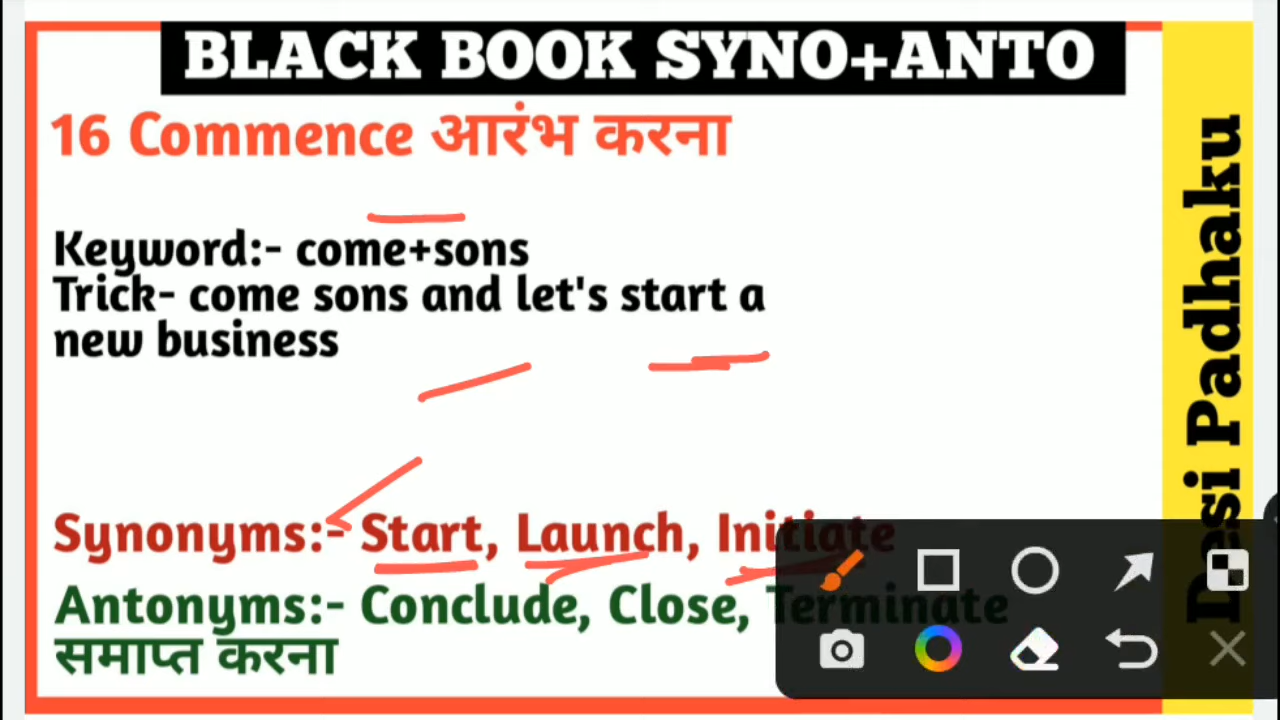 BLACK BOOK SYNO+ANTO
16 Commence आरंभ करना
Keyword:- come+sons
Trick- come sons and let's start a
new business
Synonyms:- Start, Launch, Initiate
Antonyms:- Conclude, Close, Terminate
समाप्त करना
Desi Padhaku